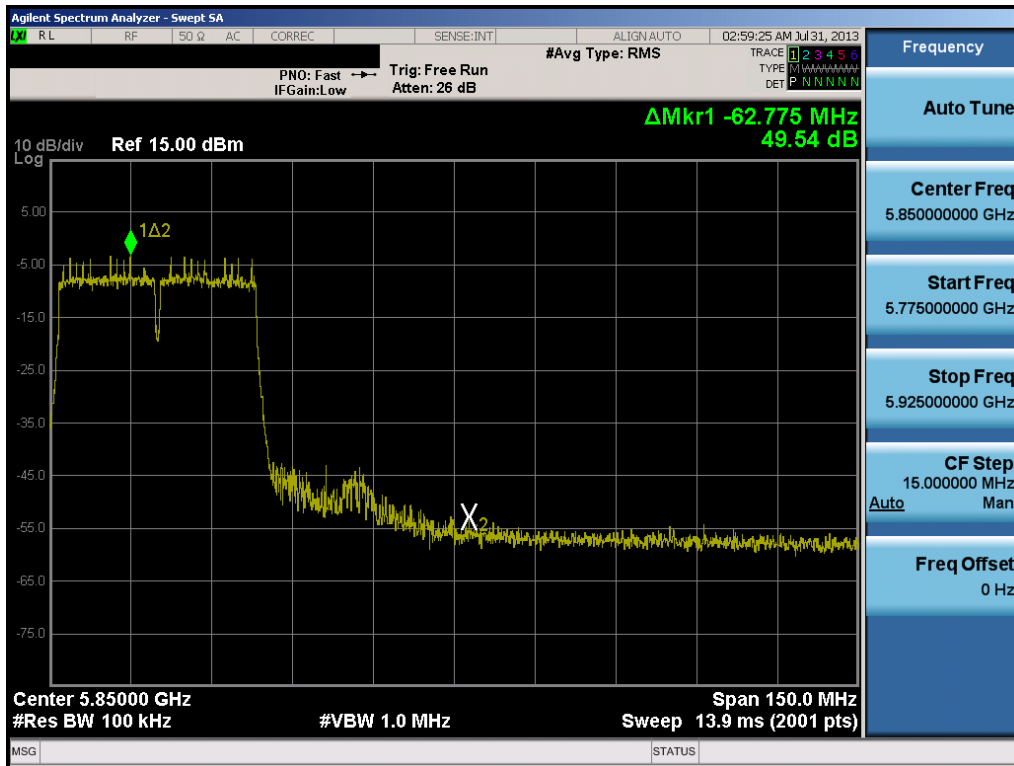 Agilent Spectrum Analyzer - Swept SA
LXI RL RF 50 Ω AC CORREC SENSE:INT ALIGN AUTO 02:59:25 AM Jul 31, 2013
Frequency
#Avg Type: RMS
TRACE 1 2 3 4 5 6
PNO: Fast Trig: Free Run
TYPE M W W W W W
IFGain:Low Atten: 26 dB
DET P N N N N N
Auto Tune
ΔMkr1 -62.775 MHz
49.54 dB
10 dB/div Ref 15.00 dBm
Log
Center Freq
5.850000000 GHz
5.00
1Δ2
-5.00
Start Freq
5.775000000 GHz
-15.0
-25.0
Stop Freq
5.925000000 GHz
-35.0
-45.0
CF Step
15.000000 MHz
Auto Man
X2
-55.0
Freq Offset
0 Hz
-65.0
-75.0
Center 5.85000 GHz Span 150.0 MHz
#Res BW 100 kHz #VBW 1.0 MHz Sweep 13.9 ms (2001 pts)
MSG STATUS